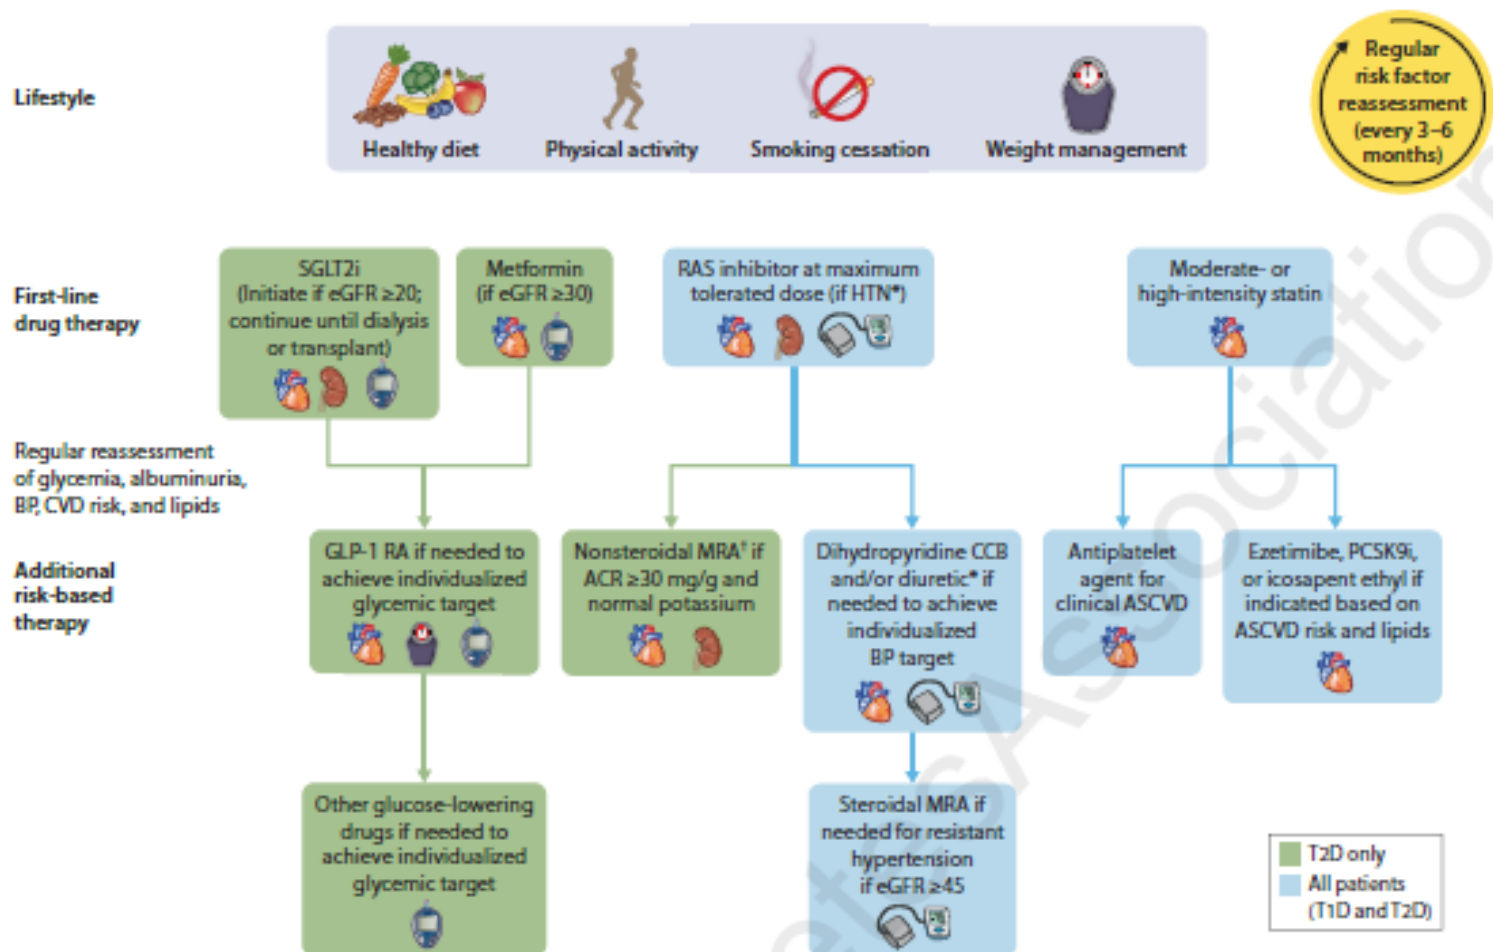 Lifestyle
Healthy diet
Physical activity
Smoking cessation
Weight management
Regular
risk factor
reassessment
(every 3–6
months)
First-line
drug therapy
SGLT2i
(Initiate if eGFR ≥20;
continue until dialysis
or transplant)
Metformin
(if eGFR ≥30)
RAS inhibitor at maximum
tolerated dose (if HTN*)
Moderate- or
high-intensity statin
Regular reassessment
of glycemia, albuminuria,
BP, CVD risk, and lipids
Additional
risk-based
therapy
GLP-1 RA if needed to
achieve individualized
glycemic target
Nonsteroidal MRA† if
ACR ≥30 mg/g and
normal potassium
Dihydropyridine CCB
and/or diuretic* if
needed to achieve
individualized
BP target
Antiplatelet
agent for
clinical ASCVD
Ezetimibe, PCSK9i,
or icosapent ethyl if
indicated based on
ASCVD risk and lipids
Other glucose-lowering
drugs if needed to
achieve individualized
glycemic target
Steroidal MRA if
needed for resistant
hypertension
if eGFR ≥45
T2D only
All patients
(T1D and T2D)
Association